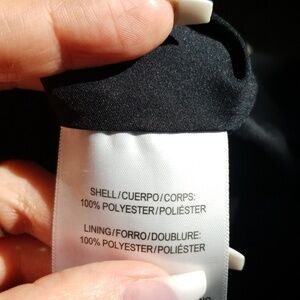 SHELL/CUERPO/CORPS:
100% POLYESTER/POLIÉSTER
LINING/FORRO/DOUBLURE:
100% POLYESTER/POLIÉSTER